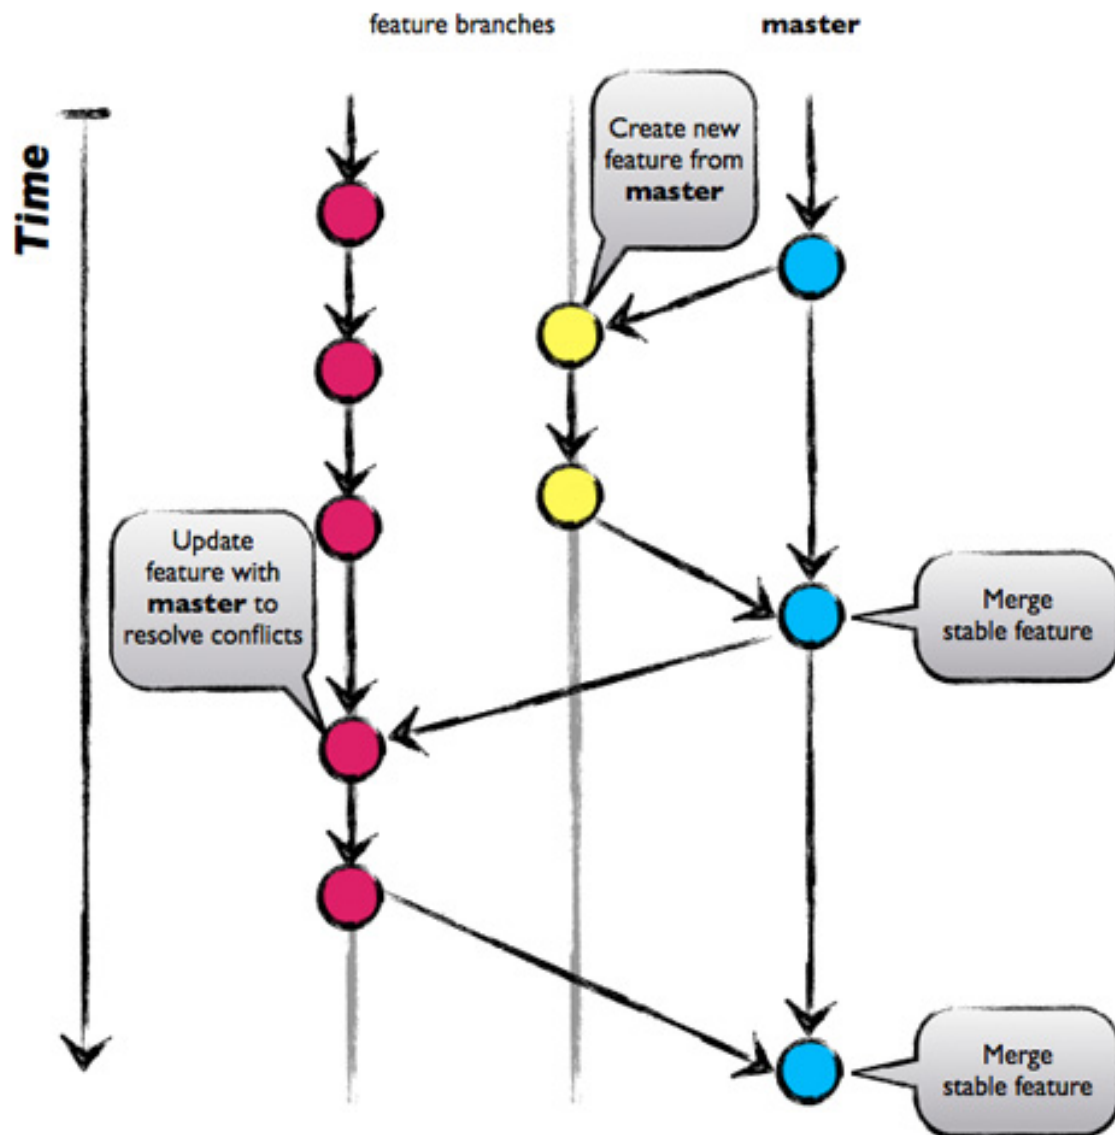 feature branches
master
Time
Create new
feature from
master
Update
feature with
master to
resolve conflicts
Merge
stable feature
Merge
stable feature